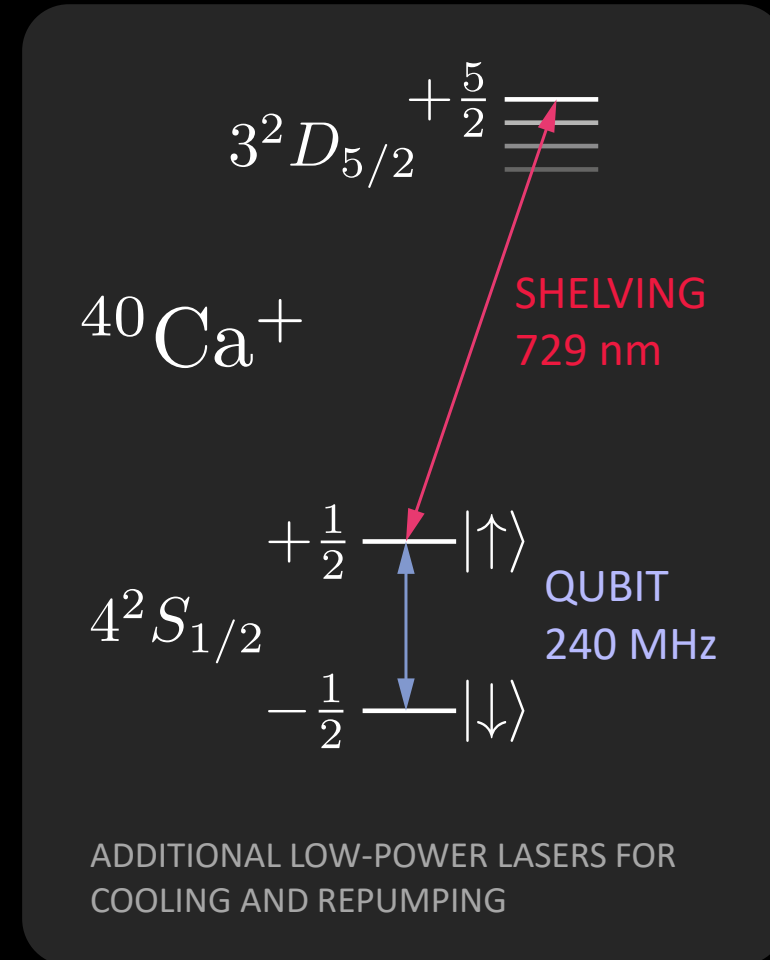 +5/2
3²D₅/₂
⁴⁰Ca⁺
SHELVING
729 nm
+1/2 |↑⟩
QUBIT
240 MHz
4²S₁/₂
−1/2 |↓⟩
ADDITIONAL LOW-POWER LASERS FOR
COOLING AND REPUMPING